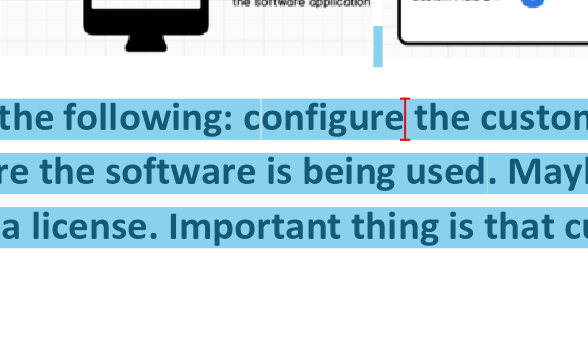 the software application
the following: configure the custom
re the software is being used. Mayb
a license. Important thing is that cu